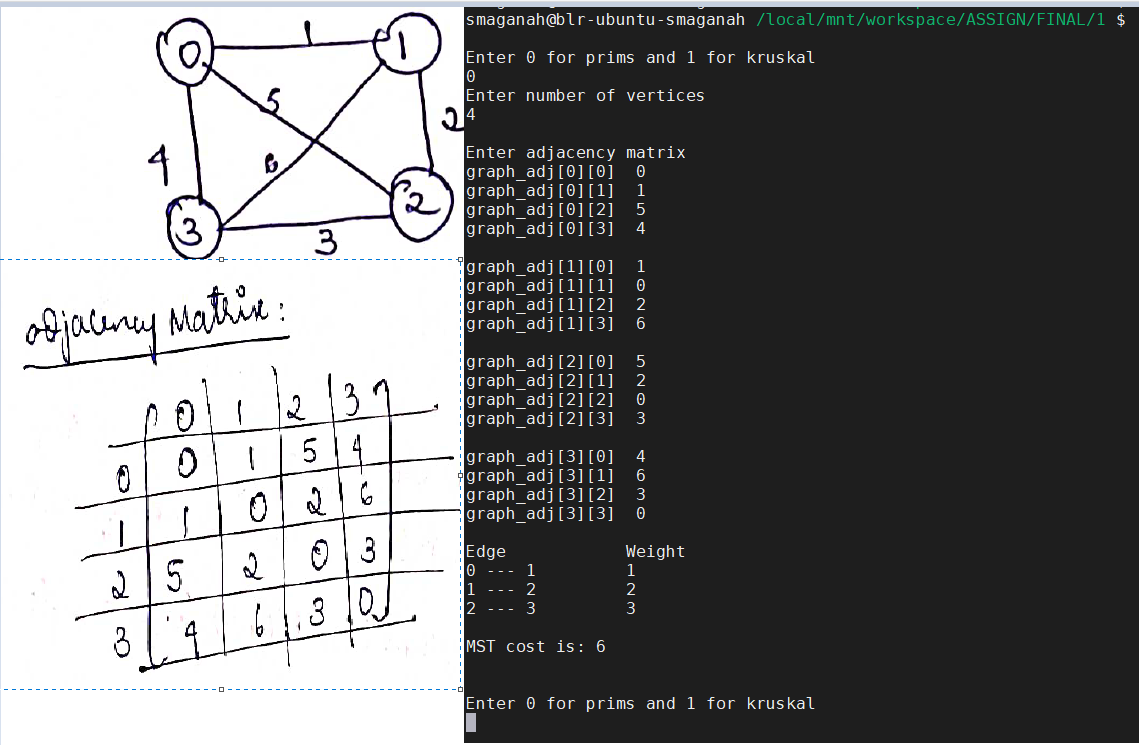 0 1 1
5 2
4 6
3 3 2
adjacency Matrix:
0 1 2 3
0 0 1 5 4
1 1 0 2 6
2 5 2 0 3
3 4 6 3 0
smaganah@blr-ubuntu-smaganah /local/mnt/workspace/ASSIGN/FINAL/1 $
Enter 0 for prims and 1 for kruskal
0
Enter number of vertices
4
Enter adjacency matrix
graph_adj[0][0] 0
graph_adj[0][1] 1
graph_adj[0][2] 5
graph_adj[0][3] 4
graph_adj[1][0] 1
graph_adj[1][1] 0
graph_adj[1][2] 2
graph_adj[1][3] 6
graph_adj[2][0] 5
graph_adj[2][1] 2
graph_adj[2][2] 0
graph_adj[2][3] 3
graph_adj[3][0] 4
graph_adj[3][1] 6
graph_adj[3][2] 3
graph_adj[3][3] 0
Edge Weight
0 --- 1 1
1 --- 2 2
2 --- 3 3
MST cost is: 6
Enter 0 for prims and 1 for kruskal